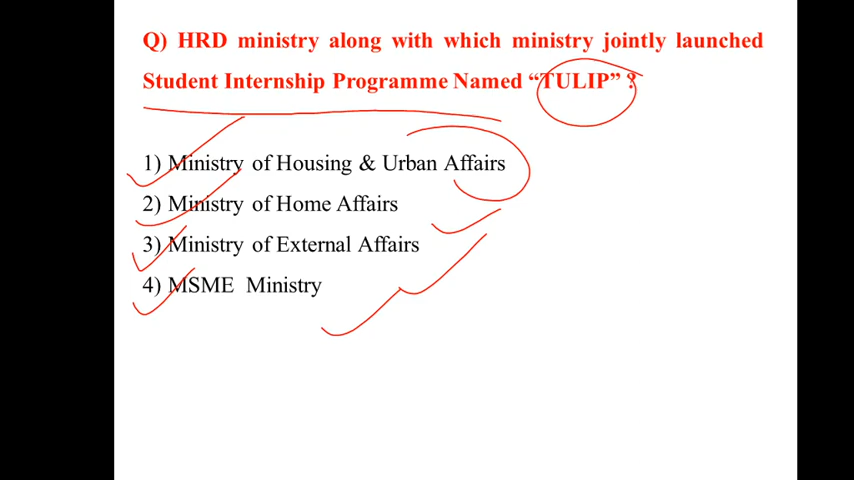 Q) HRD ministry along with which ministry jointly launched
Student Internship Programme Named “TULIP” ?
1) Ministry of Housing & Urban Affairs
2) Ministry of Home Affairs
3) Ministry of External Affairs
4) MSME Ministry